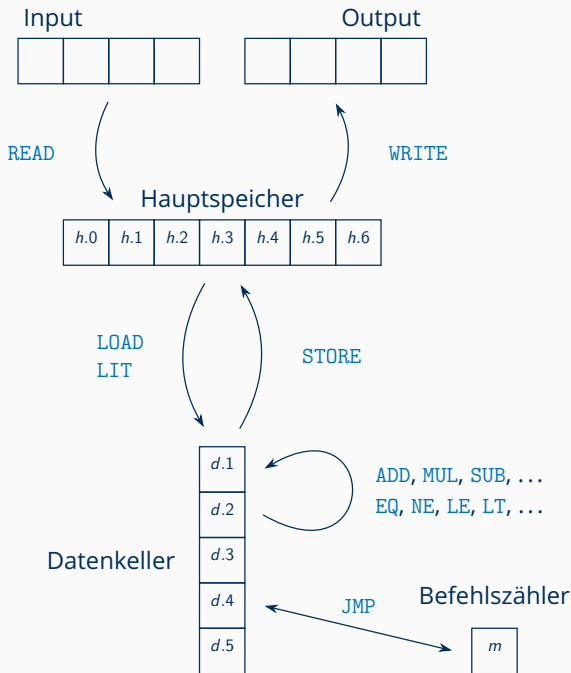 Input
Output
READ
WRITE
Hauptspeicher
h.0 h.1 h.2 h.3 h.4 h.5 h.6
LOAD
LIT
STORE
d.1
d.2
d.3
d.4
d.5
ADD, MUL, SUB, ...
EQ, NE, LE, LT, ...
Datenkeller
JMP
Befehlszähler
m